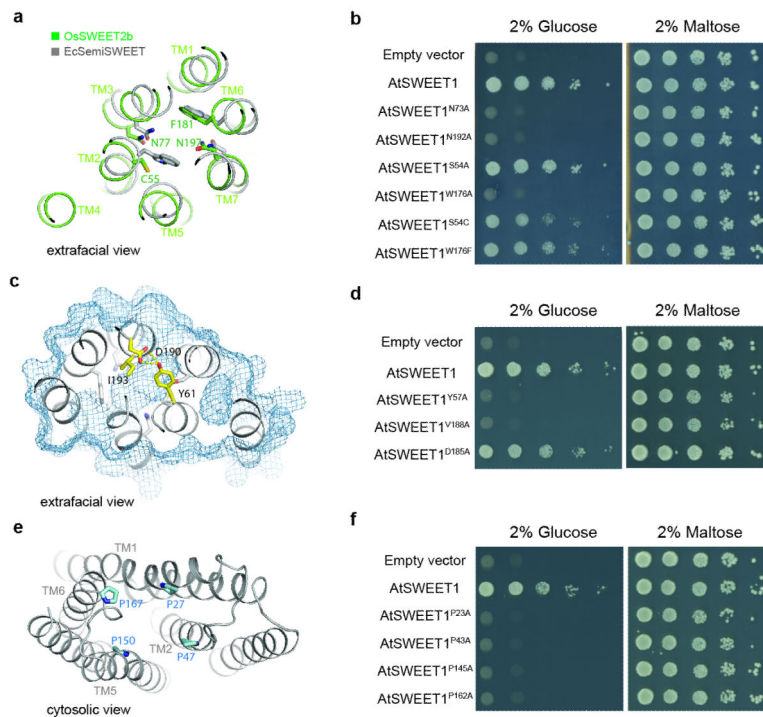 a
OsSWEET2b
EcSemiSWEET
TM1
TM3
TM6
F181
N77
N197
TM2
C55
TM7
TM4
TM5
extrafacial view
b
2% Glucose
2% Maltose
Empty vector
AtSWEET1
AtSWEET1N73A
AtSWEET1N192A
AtSWEET1S54A
AtSWEET1W176A
AtSWEET1S54C
AtSWEET1W176F
c
D190
I193
Y61
extrafacial view
d
2% Glucose
2% Maltose
Empty vector
AtSWEET1
AtSWEET1Y57A
AtSWEET1V188A
AtSWEET1D185A
e
TM1
TM6
P167
P27
P150
TM2
P47
TM5
cytosolic view
f
2% Glucose
2% Maltose
Empty vector
AtSWEET1
AtSWEET1P23A
AtSWEET1P43A
AtSWEET1P145A
AtSWEET1P162A